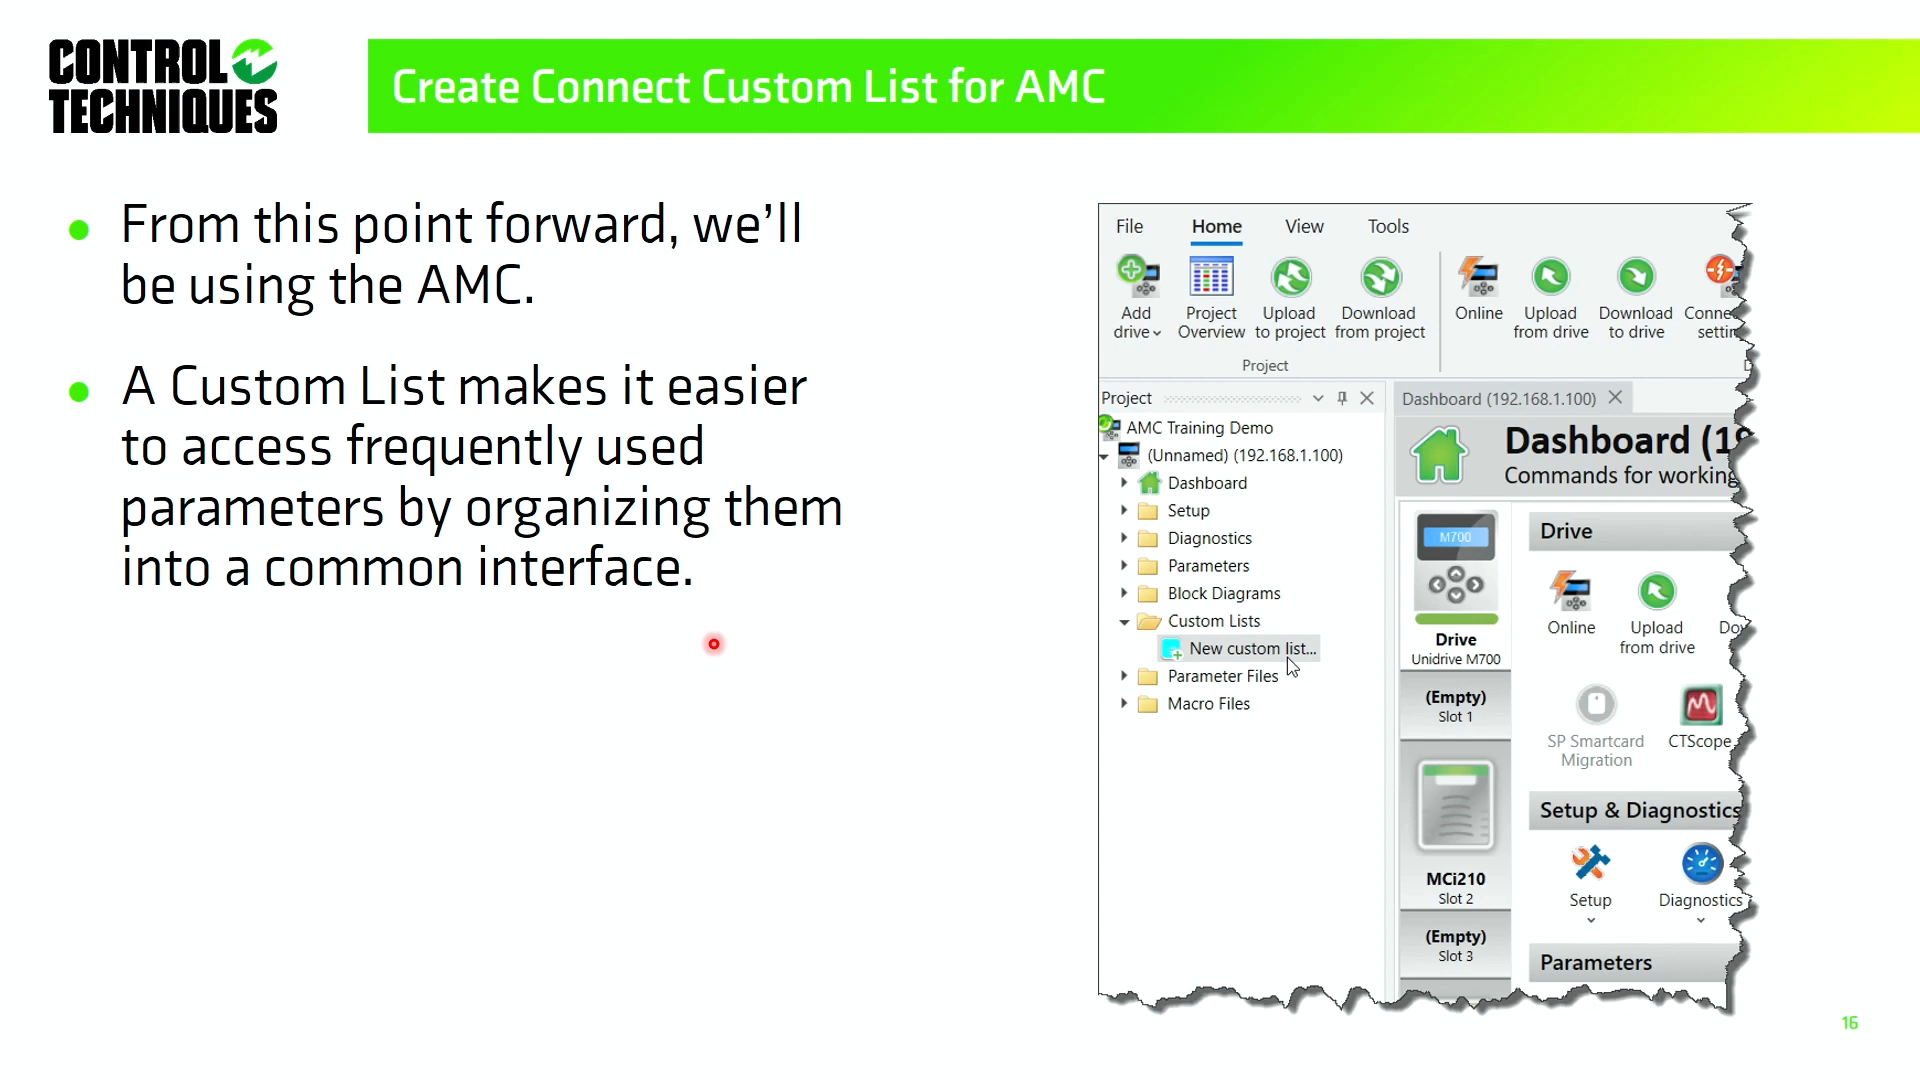 CONTROL
TECHNIQUES
Create Connect Custom List for AMC
From this point forward, we'll
be using the AMC.
A Custom List makes it easier
to access frequently used
parameters by organizing them
into a common interface.
File Home View Tools
Add drive
Project Overview
Upload to project
Download from project
Online
Upload from drive
Download to drive
Project
Project
Dashboard (192.168.1.100)
AMC Training Demo
(Unnamed) (192.168.1.100)
Dashboard
Setup
Diagnostics
Parameters
Block Diagrams
Custom Lists
New custom list...
Parameter Files
Macro Files
Dashboard (19
Commands for working
M700
Drive
Unidrive M700
(Empty)
Slot 1
MCi210
Slot 2
(Empty)
Slot 3
Drive
Online
Upload
from drive
SP Smartcard
Migration
CTScope
Setup & Diagnostics
Setup
Diagnostics
Parameters
16